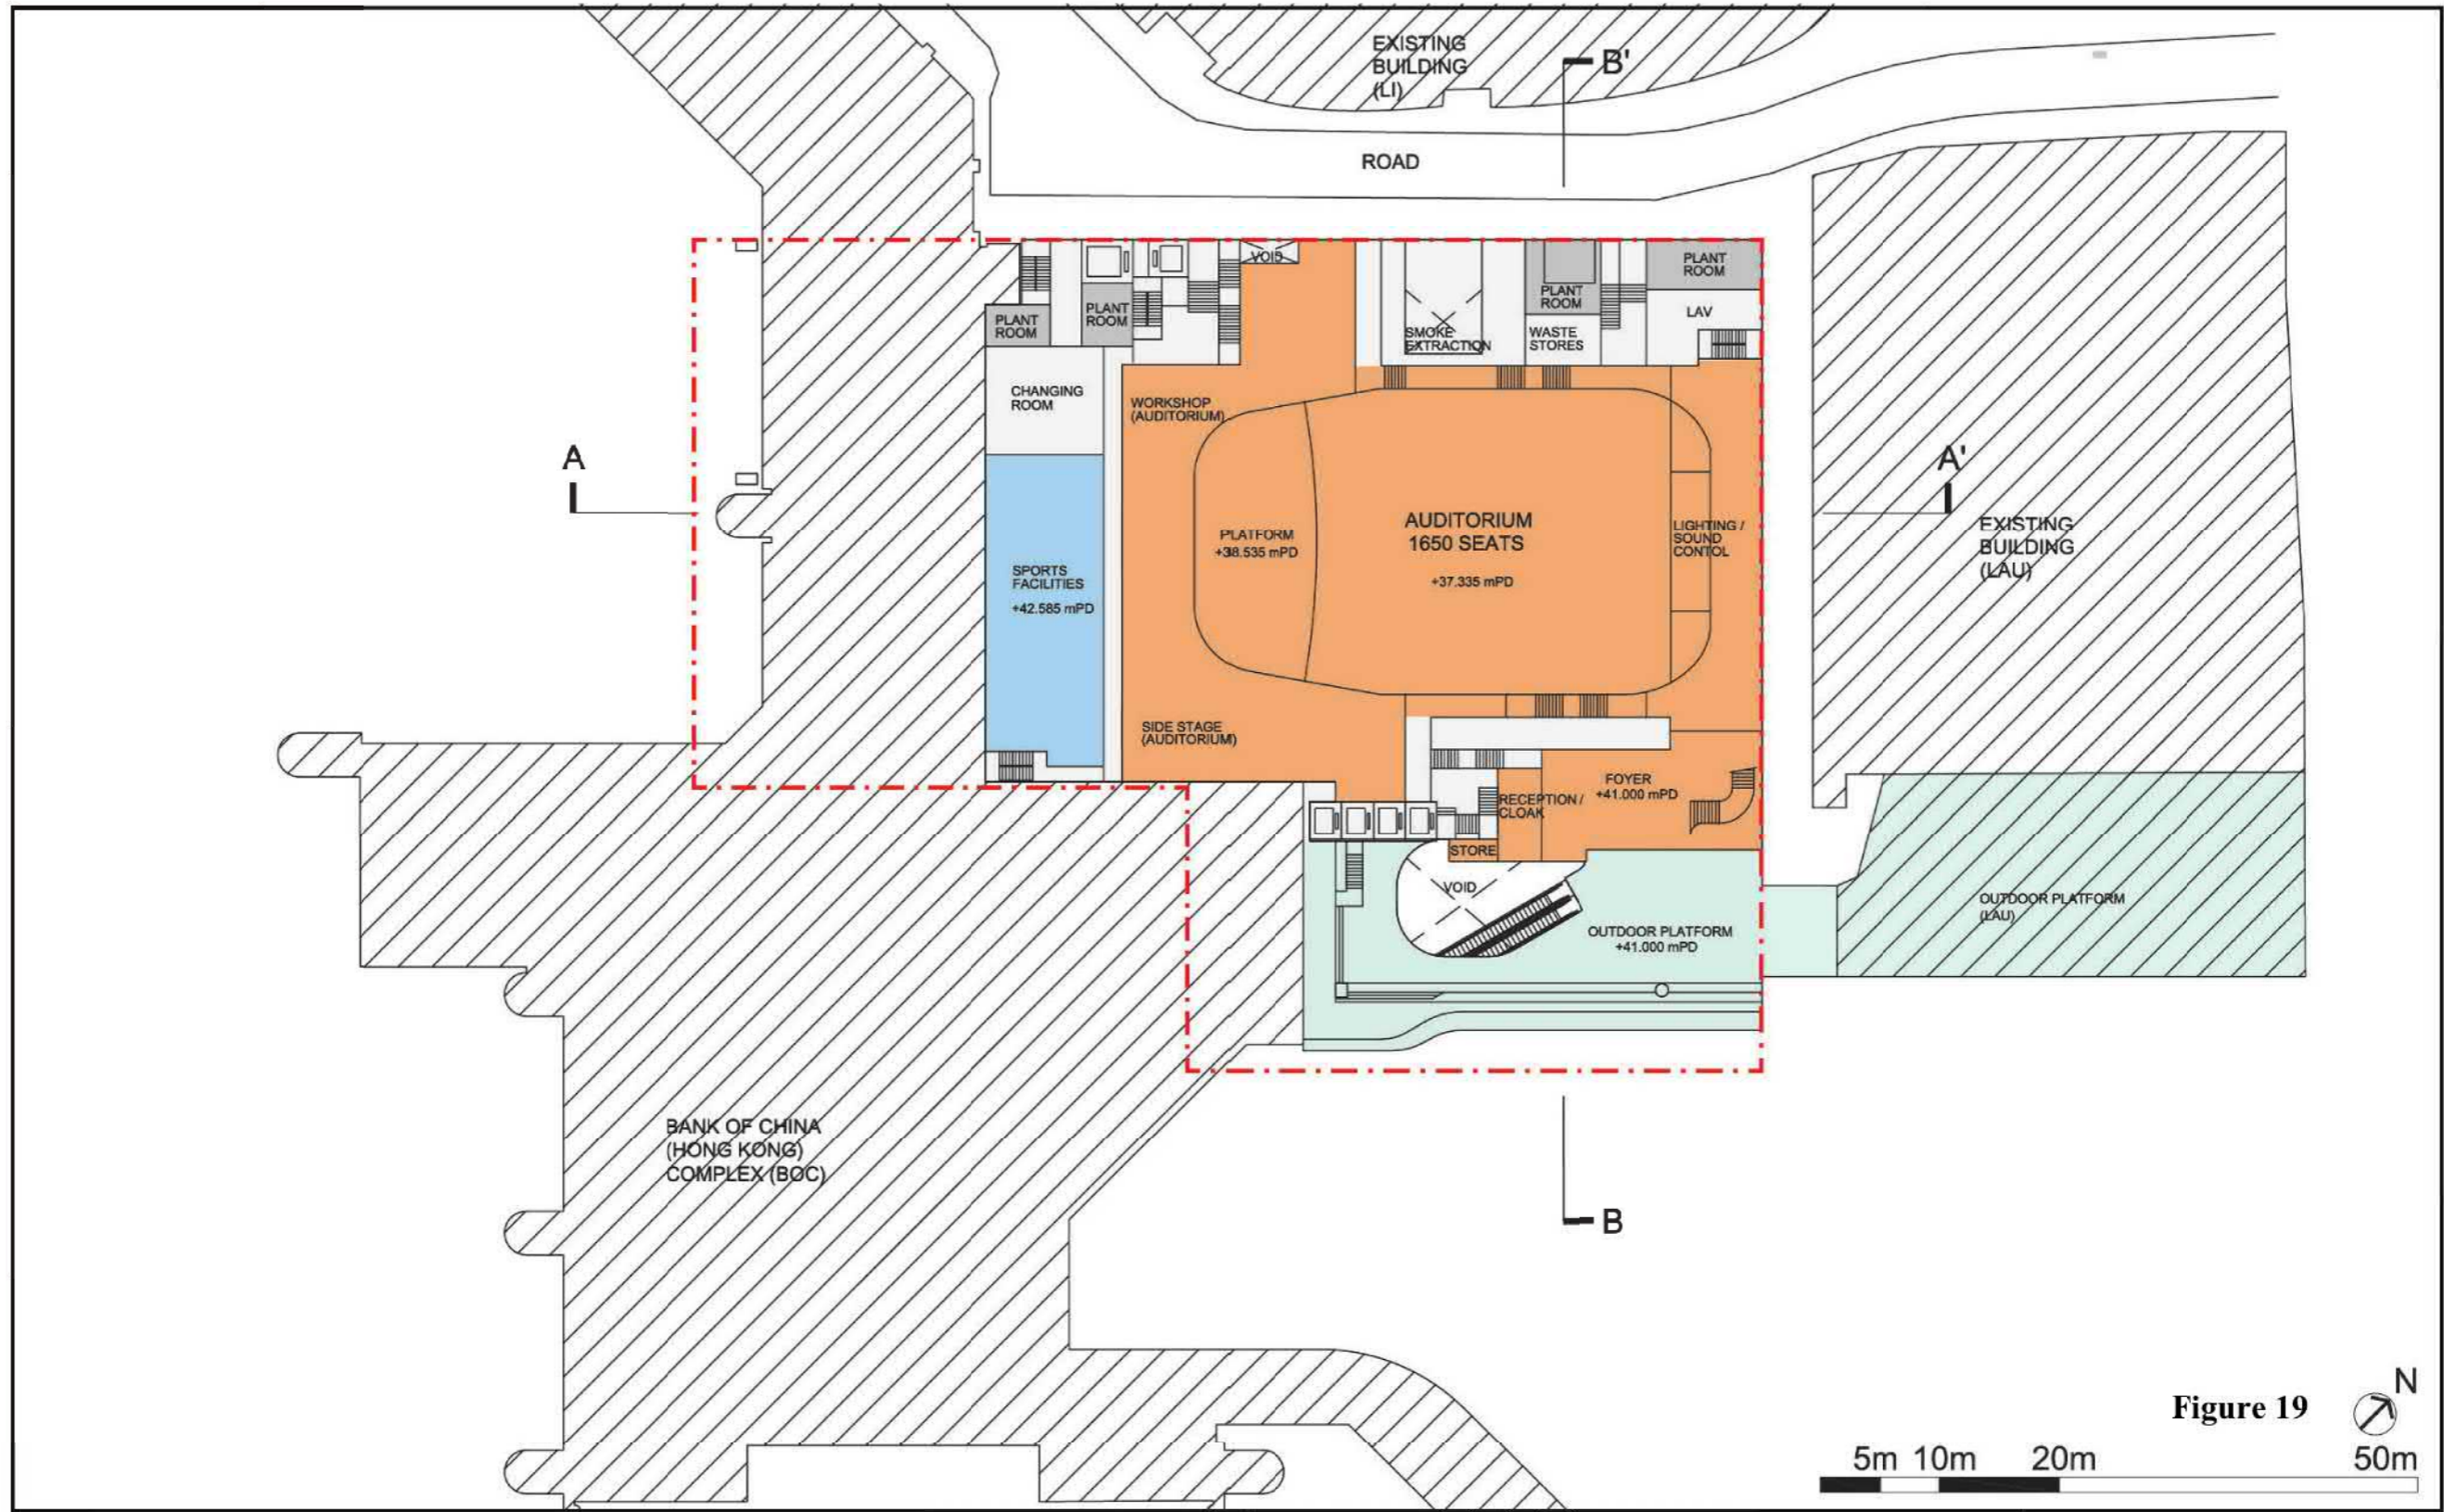 EXISTING
BUILDING
(LI)
B'
ROAD
VOID
PLANT
ROOM
PLANT
ROOM
PLANT
ROOM
PLANT
ROOM
LAV
SMOKE
EXTRACTION
WASTE
STORES
CHANGING
ROOM
WORKSHOP
(AUDITORIUM)
A
A'
PLATFORM
+38.535 mPD
AUDITORIUM
1650 SEATS
+37.335 mPD
LIGHTING /
SOUND
CONTOL
EXISTING
BUILDING
(LAU)
SPORTS
FACILITIES
+42.585 mPD
SIDE STAGE
(AUDITORIUM)
FOYER
+41.000 mPD
RECEPTION /
CLOAK
STORE
VOID
OUTDOOR PLATFORM
+41.000 mPD
OUTDOOR PLATFORM
(LAU)
BANK OF CHINA
(HONG KONG)
COMPLEX (BOC)
B
N
Figure 19
5m 10m 20m 50m